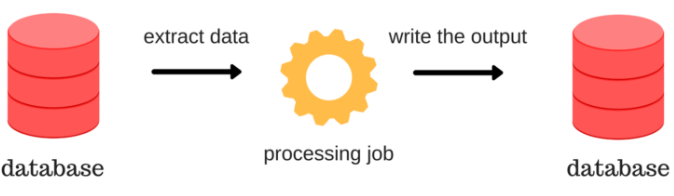 extract data
write the output
processing job
database
database